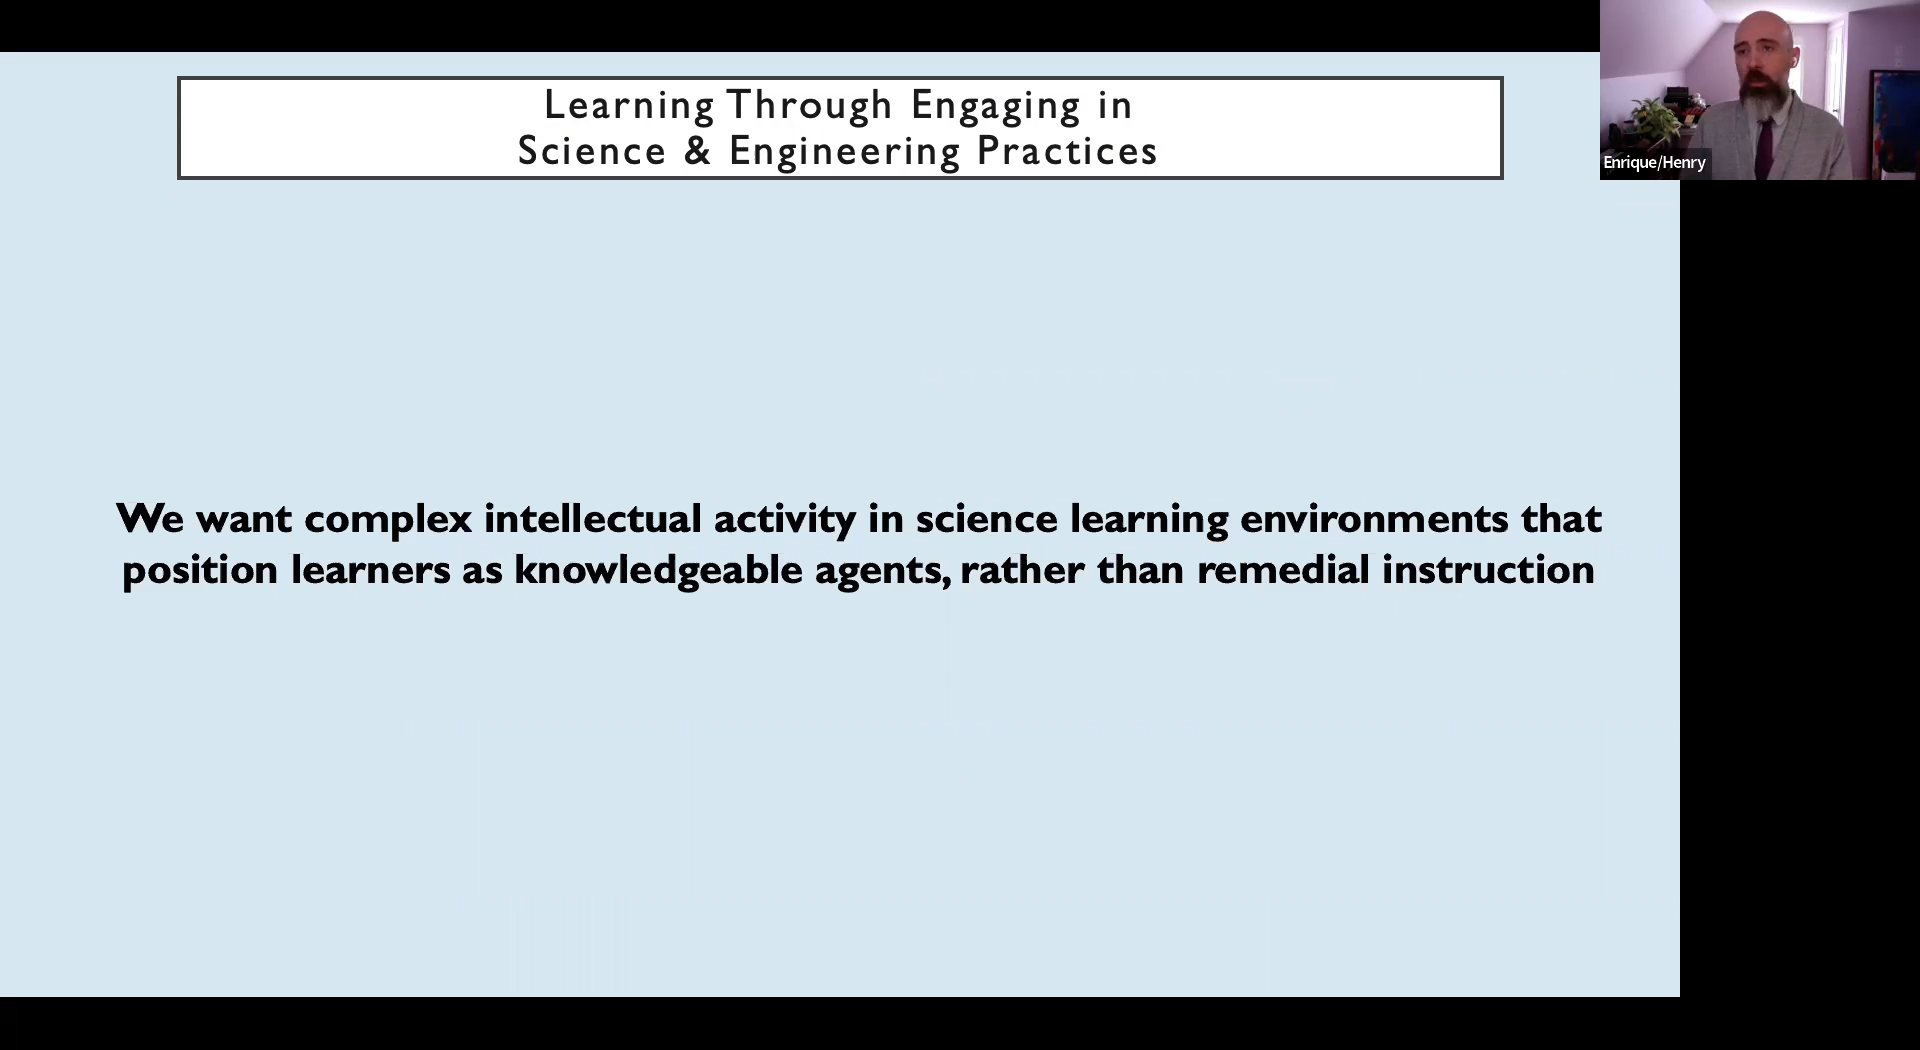 Learning Through Engaging in
Science & Engineering Practices
Enrique/Henry
We want complex intellectual activity in science learning environments that
position learners as knowledgeable agents, rather than remedial instruction